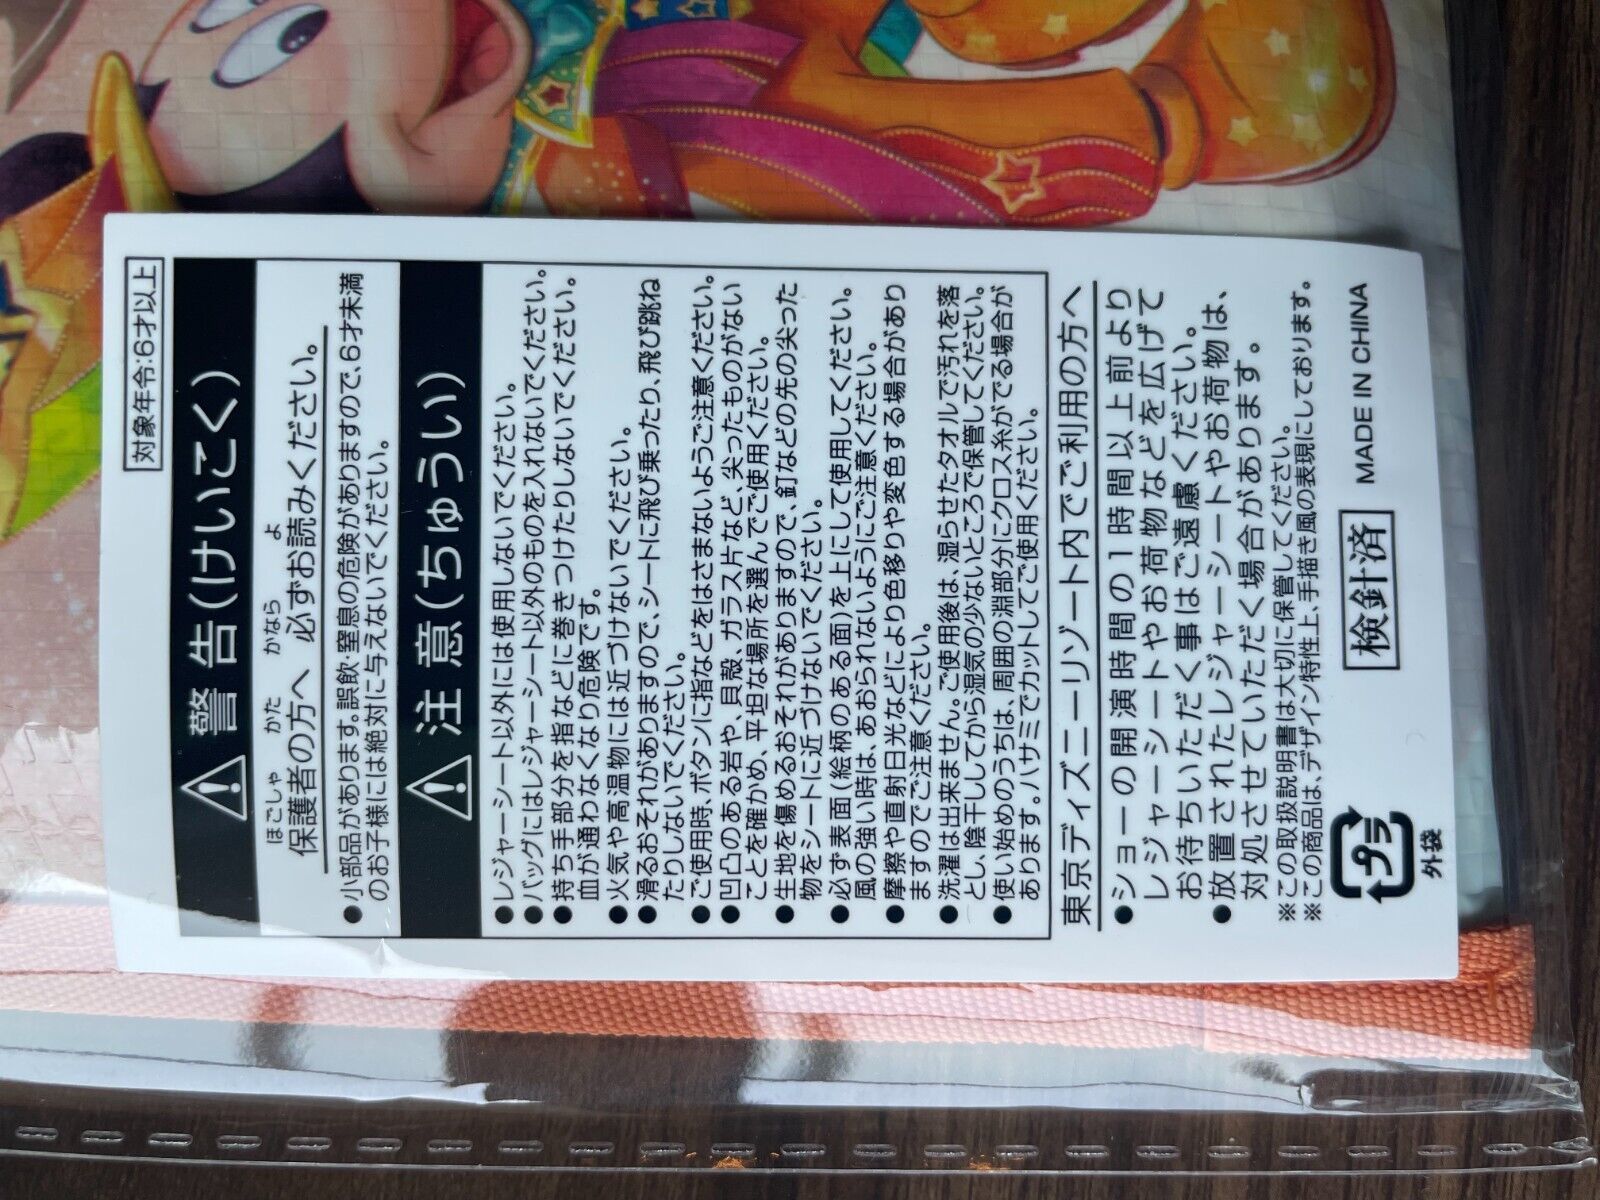 対象年令:6才以上
警告(けいこく)
ほごしゃ かた かなら よ
保護者の方へ 必ずお読みください。
●小部品があります。誤飲・窒息の危険がありますので、6才未満
のお子様には絶対に与えないでください。
注意(ちゅうい)
●レジャーシート以外には使用しないでください。
●バッグにはレジャーシート以外のものを入れないでください。
●持ち手部分を指などに巻きつけたりしないでください。
血が通わなくなり危険です。
●火気や高温物には近づけないでください。
●滑るおそれがありますので、シートに飛び乗ったり、飛び跳ね
たりしないでください。
●ご使用時、ボタンに指などをはさまないようご注意ください。
●凹凸のある岩や、貝殻、ガラス片など、尖ったものがない
ことを確かめ、平坦な場所を選んでご使用ください。
●生地を傷めるおそれがありますので、釘などの先の尖った
物をシートに近づけないでください。
●必ず表面(絵柄のある面)を上にして使用してください。
風の強い時は、あおられないようにご注意ください。
●摩擦や直射日光などにより色移りや変色する場合があり
ますのでご注意ください。
●洗濯は出来ません。ご使用後は、湿らせたタオルで汚れを落
とし、陰干ししてから湿気の少ないところで保管してください。
●使い始めのうちは、周囲の淵部分にクロス糸がでる場合が
あります。ハサミでカットしてご使用ください。
東京ディズニーリゾート内でご利用の方へ
●ショーの開演時間の1時間以上前より
レジャーシートやお荷物などを広げて
お待ちいただく事はご遠慮ください。
●放置されたレジャーシートやお荷物は、
対処させていただく場合があります。
※この取扱説明書は大切に保管してください。
※この商品は、デザイン特性上、手描き風の表現にしております。
プラ
外袋
検針済
MADE IN CHINA